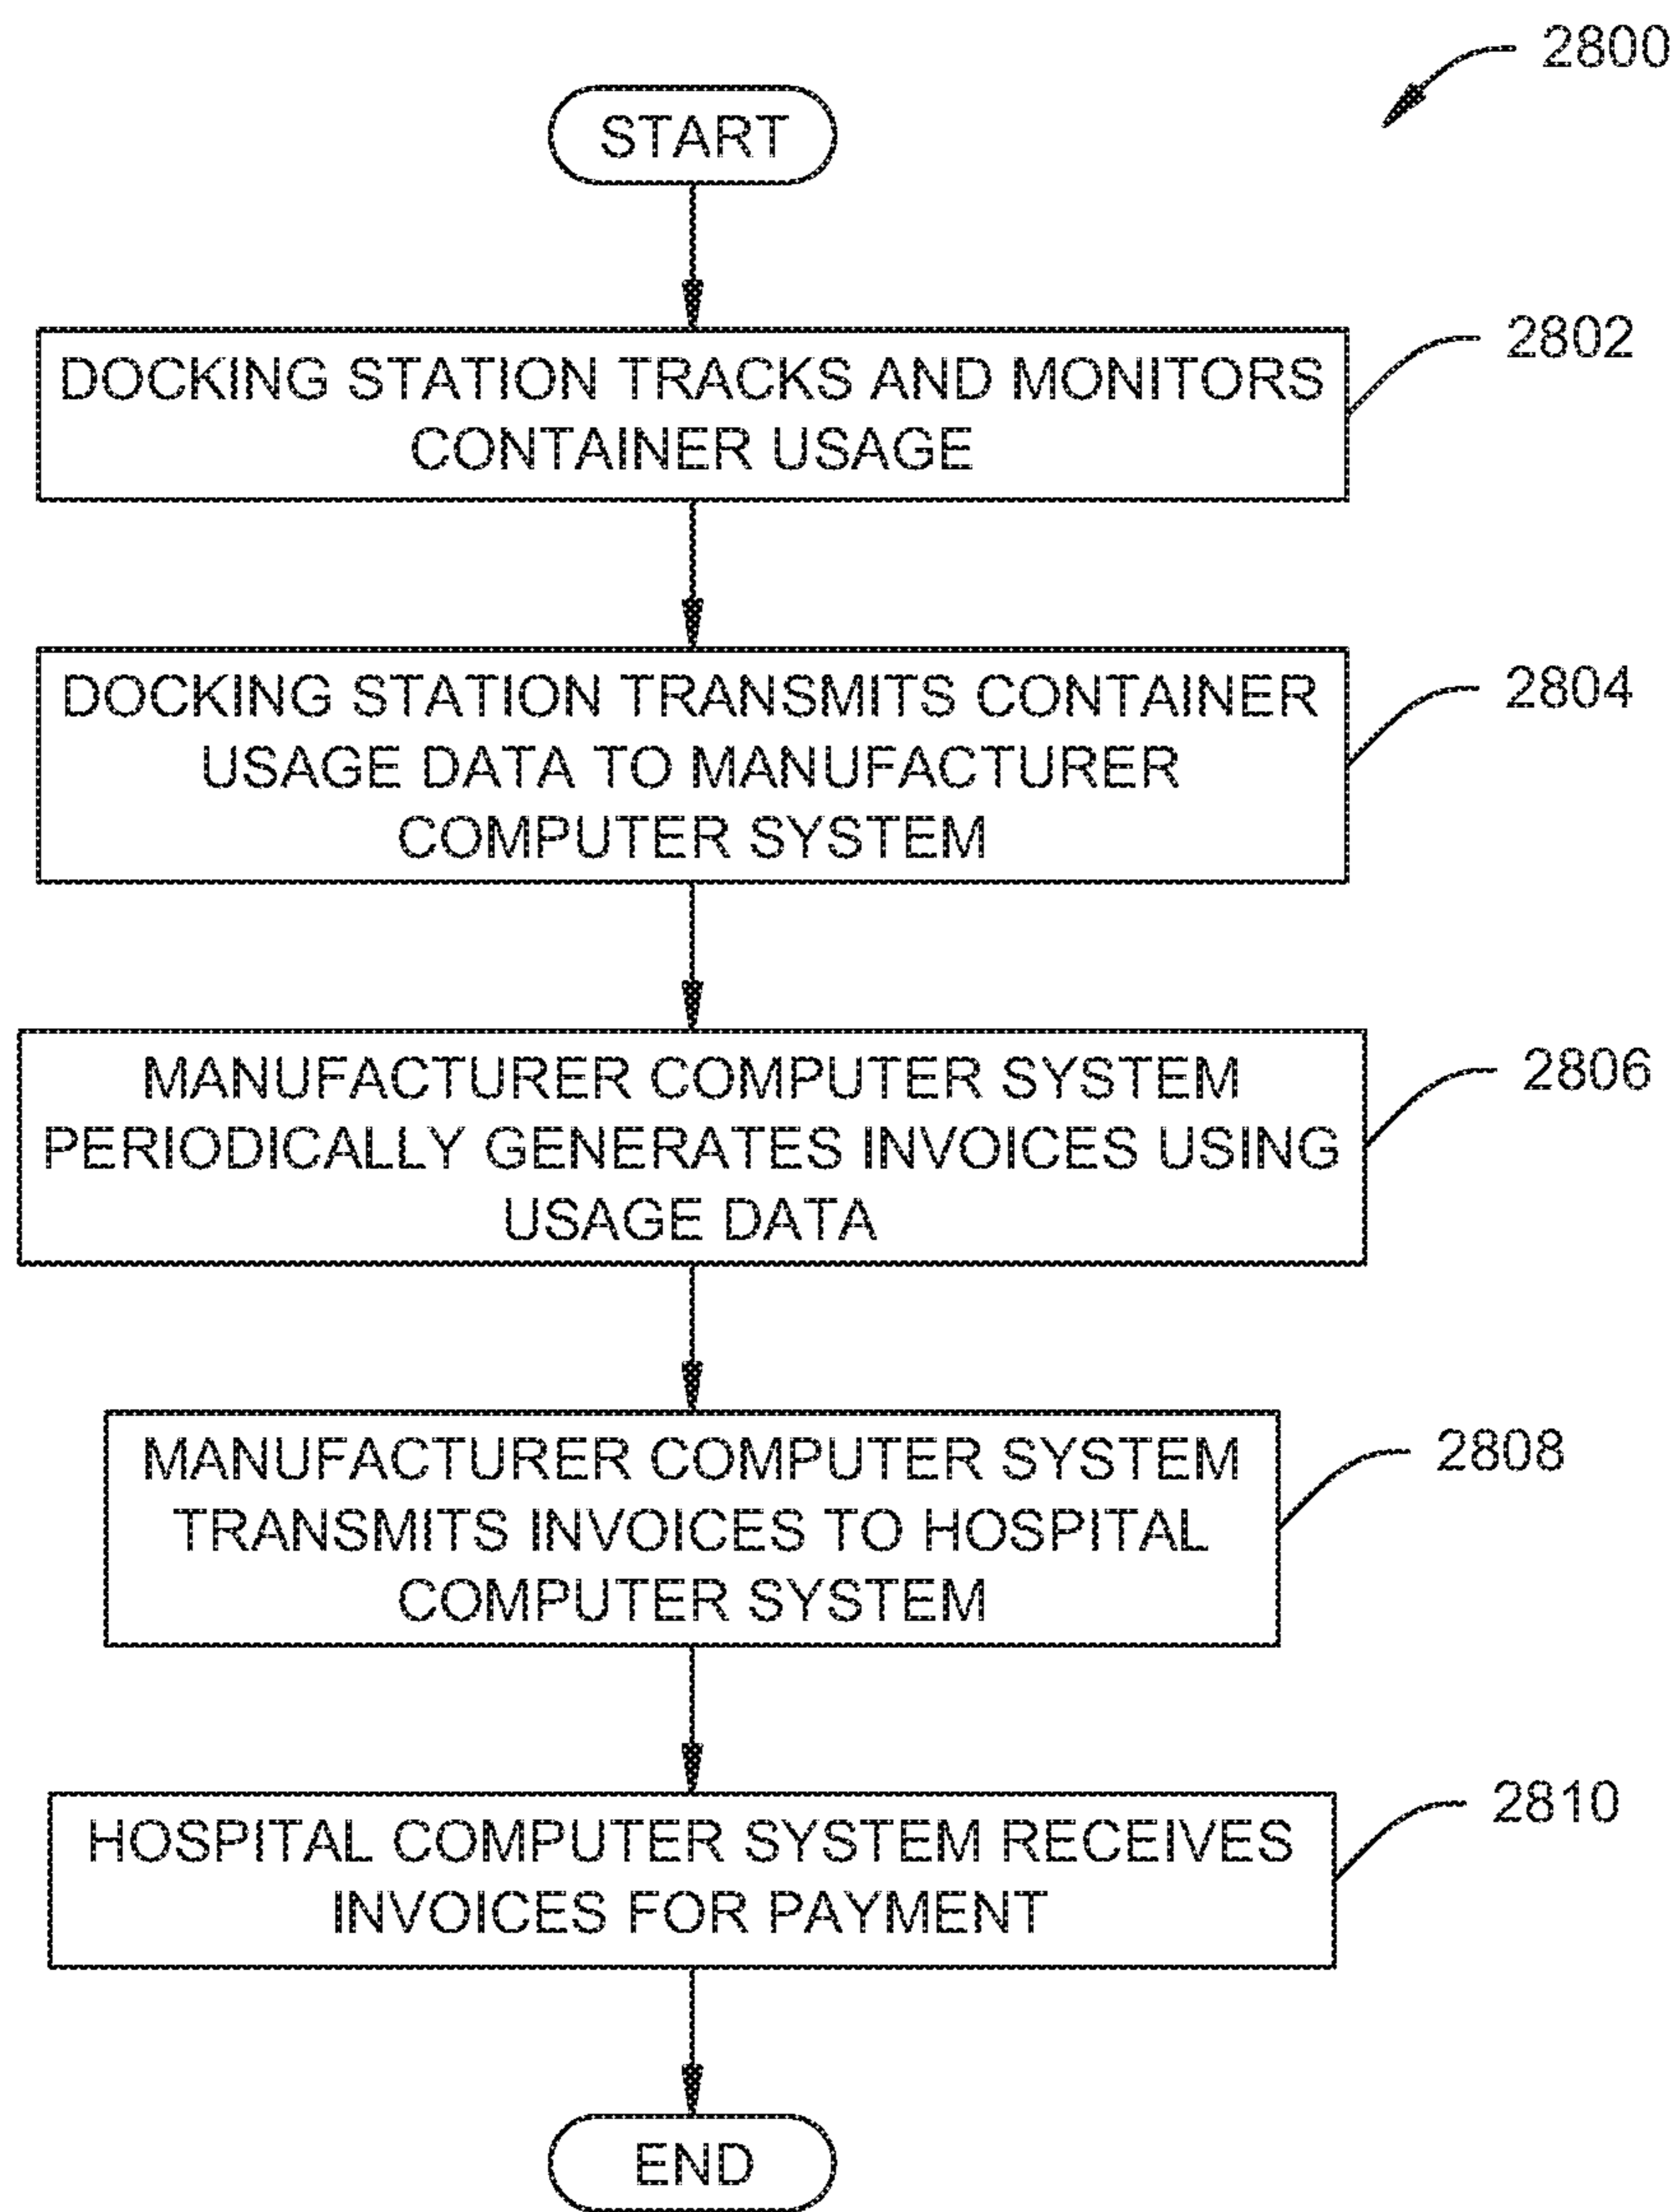 2800
START
DOCKING STATION TRACKS AND MONITORS
CONTAINER USAGE
2802
DOCKING STATION TRANSMITS CONTAINER
USAGE DATA TO MANUFACTURER
COMPUTER SYSTEM
2804
MANUFACTURER COMPUTER SYSTEM
PERIODICALLY GENERATES INVOICES USING
USAGE DATA
2806
MANUFACTURER COMPUTER SYSTEM
TRANSMITS INVOICES TO HOSPITAL
COMPUTER SYSTEM
2808
HOSPITAL COMPUTER SYSTEM RECEIVES
INVOICES FOR PAYMENT
2810
END